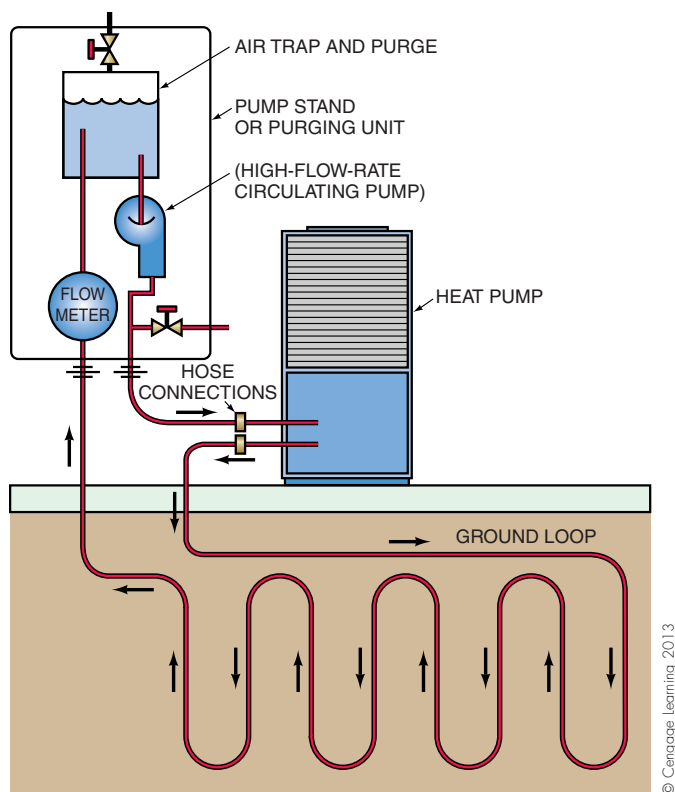 AIR TRAP AND PURGE
PUMP STAND
OR PURGING UNIT
(HIGH-FLOW-RATE
CIRCULATING PUMP)
FLOW
METER
HEAT PUMP
HOSE
CONNECTIONS
GROUND LOOP
© Cengage Learning 2013